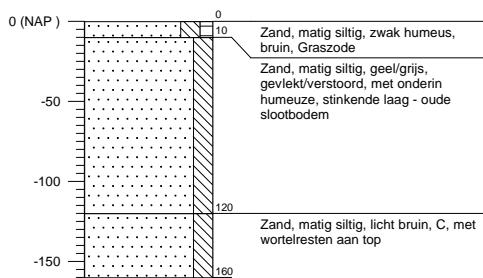 0 (NAP )
0
10
Zand, matig siltig, zwak humeus,
bruin, Graszode
Zand, matig siltig, geel/grijs,
gevlekt/verstoord, met onderin
humeuze, stinkende laag - oude
slootbodem
-50
-100
120
Zand, matig siltig, licht bruin, C, met
wortelresten aan top
-150
160